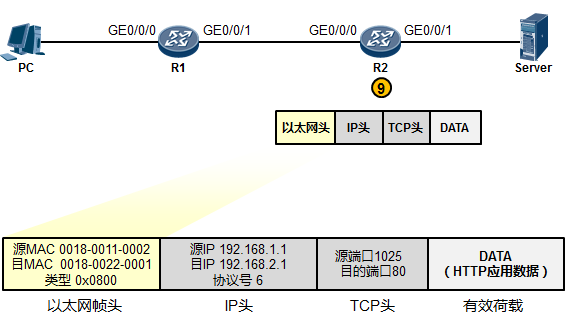 GE0/0/0 GE0/0/1 GE0/0/0 GE0/0/1
PC R1 R2 Server
9
以太网头 IP头 TCP头 DATA
源MAC 0018-0011-0002
目MAC 0018-0022-0001
类型 0x0800
源IP 192.168.1.1
目IP 192.168.2.1
协议号 6
源端口1025
目的端口80
DATA
（HTTP应用数据）
以太网帧头 IP头 TCP头 有效荷载